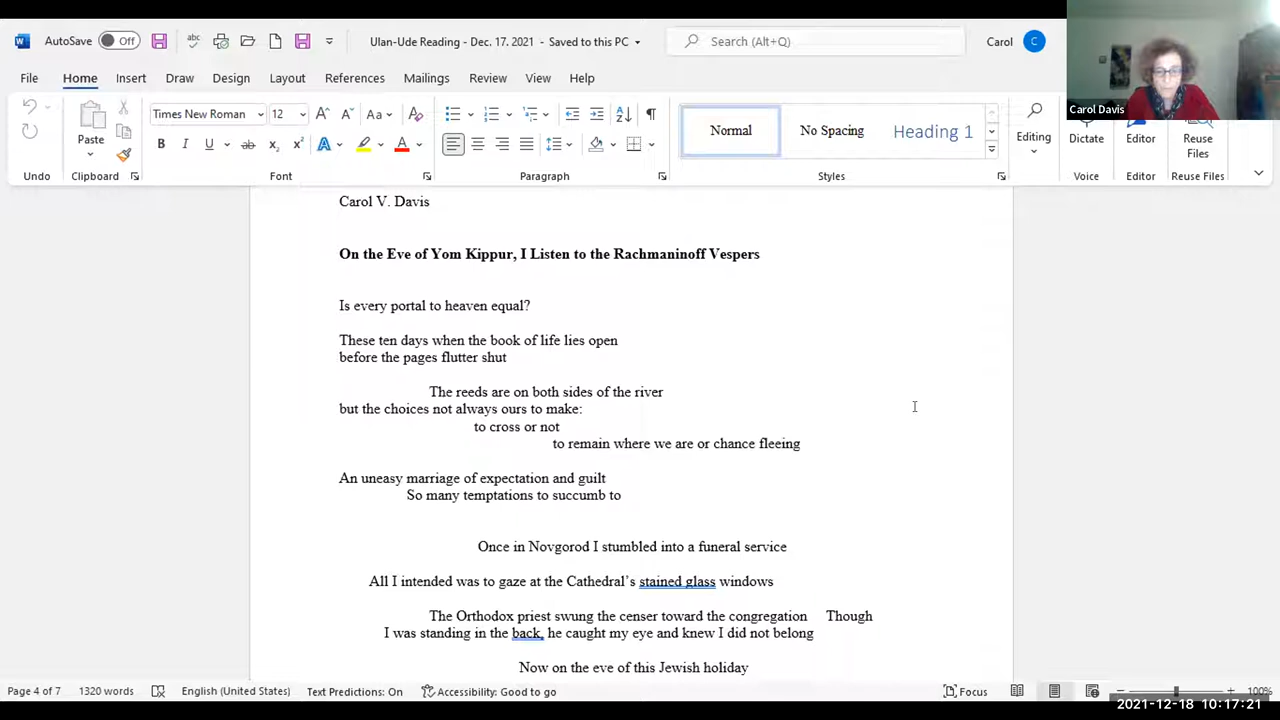 AutoSave Off Ulan-Ude Reading - Dec. 17. 2021 - Saved to this PC Search (Alt+Q) Carol C
Carol Davis
File Home Insert Draw Design Layout References Mailings Review View Help
Times New Roman 12 Aa
Paste B I U ab x₂ x² A A Normal No Spacing Heading 1 Editing Dictate Editor Reuse Files
Undo Clipboard Font Paragraph Styles Voice Editor Reuse Files
Carol V. Davis
On the Eve of Yom Kippur, I Listen to the Rachmaninoff Vespers
Is every portal to heaven equal?
These ten days when the book of life lies open
before the pages flutter shut
The reeds are on both sides of the river
but the choices not always ours to make:
to cross or not
to remain where we are or chance fleeing
An uneasy marriage of expectation and guilt
So many temptations to succumb to
Once in Novgorod I stumbled into a funeral service
All I intended was to gaze at the Cathedral's stained glass windows
The Orthodox priest swung the censer toward the congregation Though
I was standing in the back, he caught my eye and knew I did not belong
Now on the eve of this Jewish holiday
Page 4 of 7 1320 words English (United States) Text Predictions: On Accessibility: Good to go Focus 100%
2021-12-18 10:17:21